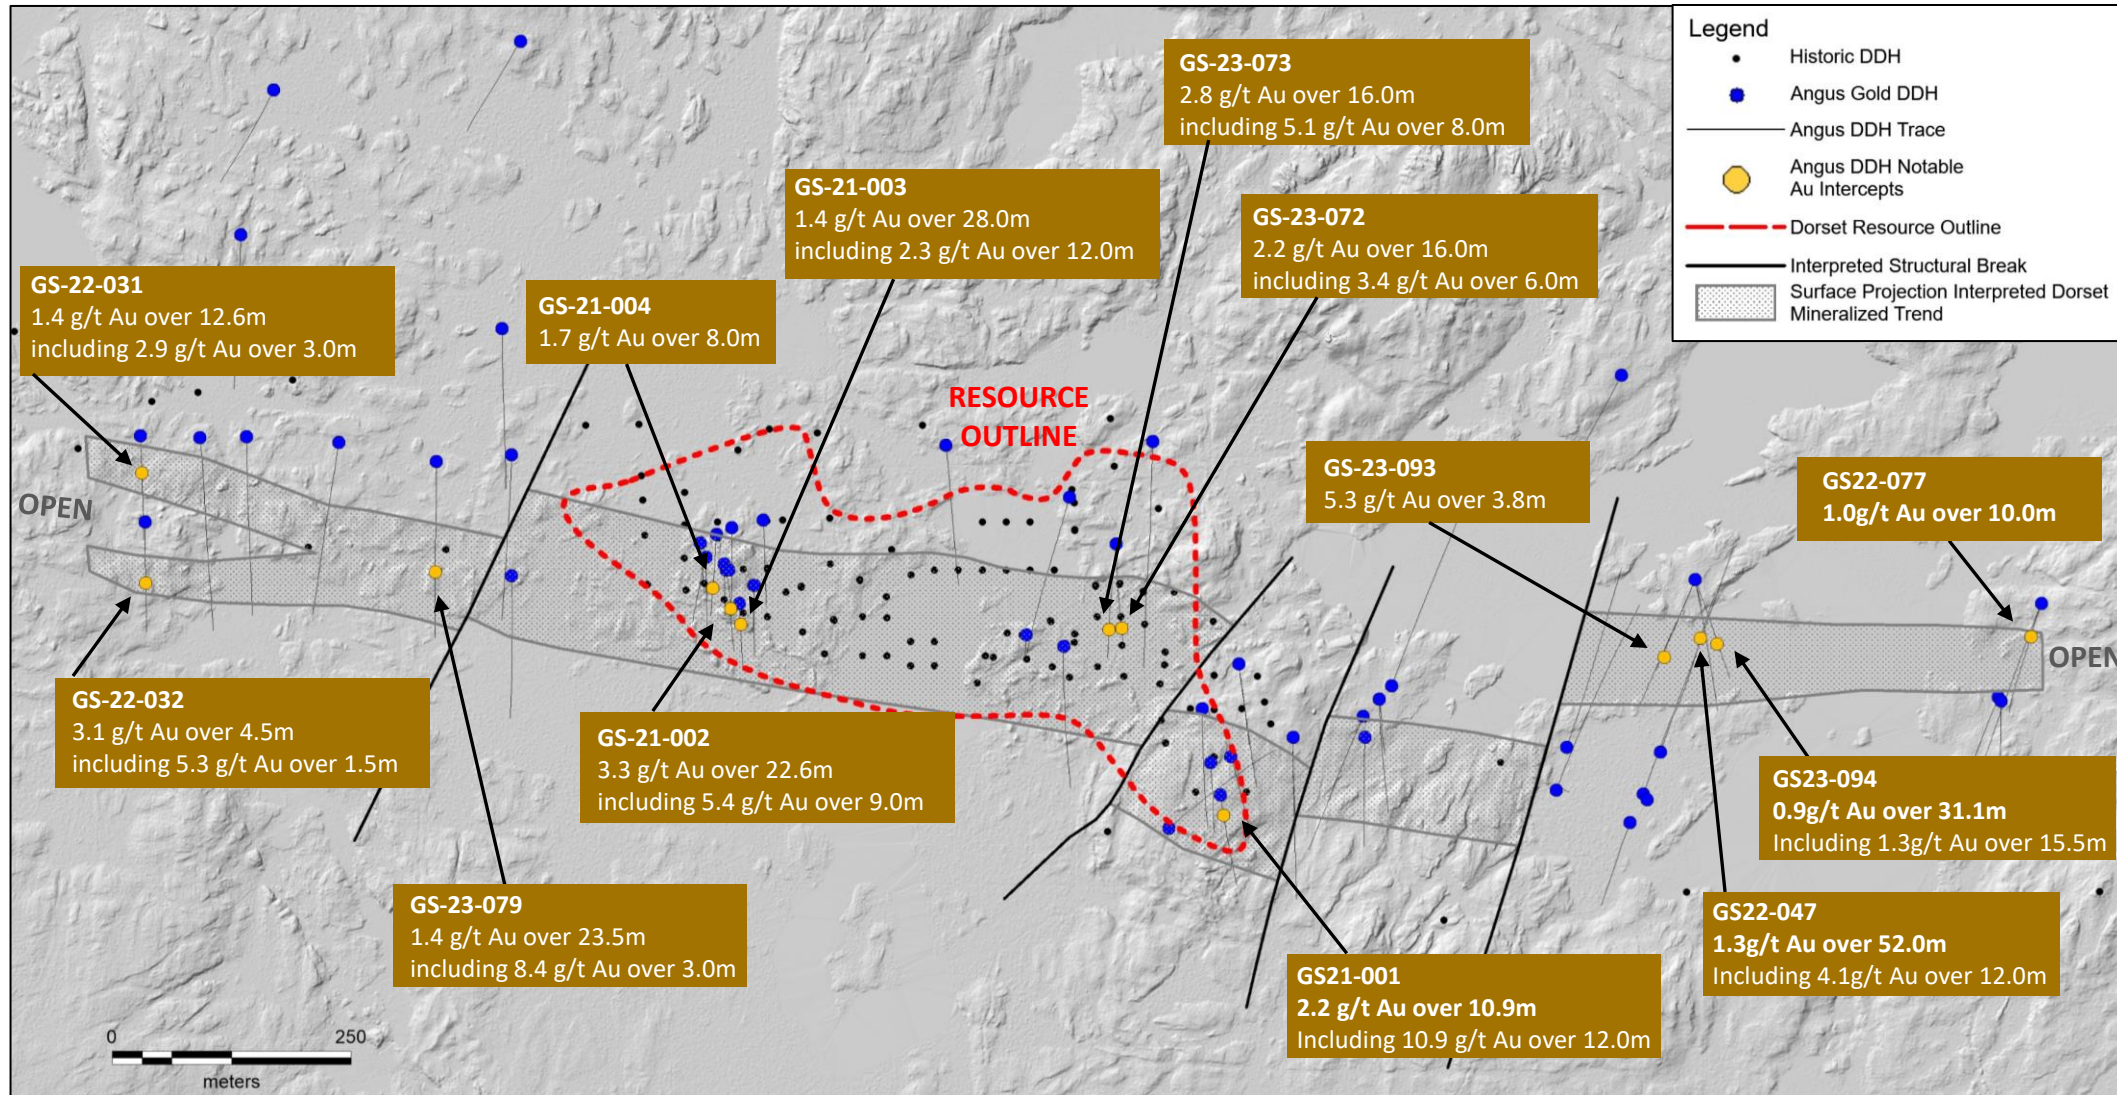 Legend
Historic DDH
Angus Gold DDH
Angus DDH Trace
Angus DDH Notable
Au Intercepts
Dorset Resource Outline
Interpreted Structural Break
Surface Projection Interpreted Dorset
Mineralized Trend
GS-23-073
2.8 g/t Au over 16.0m
including 5.1 g/t Au over 8.0m
GS-21-003
1.4 g/t Au over 28.0m
including 2.3 g/t Au over 12.0m
GS-23-072
2.2 g/t Au over 16.0m
including 3.4 g/t Au over 6.0m
GS-22-031
1.4 g/t Au over 12.6m
including 2.9 g/t Au over 3.0m
GS-21-004
1.7 g/t Au over 8.0m
RESOURCE
OUTLINE
GS-23-093
5.3 g/t Au over 3.8m
GS22-077
1.0g/t Au over 10.0m
OPEN
OPEN
GS-22-032
3.1 g/t Au over 4.5m
including 5.3 g/t Au over 1.5m
GS-21-002
3.3 g/t Au over 22.6m
including 5.4 g/t Au over 9.0m
GS23-094
0.9g/t Au over 31.1m
Including 1.3g/t Au over 15.5m
GS-23-079
1.4 g/t Au over 23.5m
including 8.4 g/t Au over 3.0m
GS22-047
1.3g/t Au over 52.0m
Including 4.1g/t Au over 12.0m
GS21-001
2.2 g/t Au over 10.9m
Including 10.9 g/t Au over 12.0m
0 250
meters